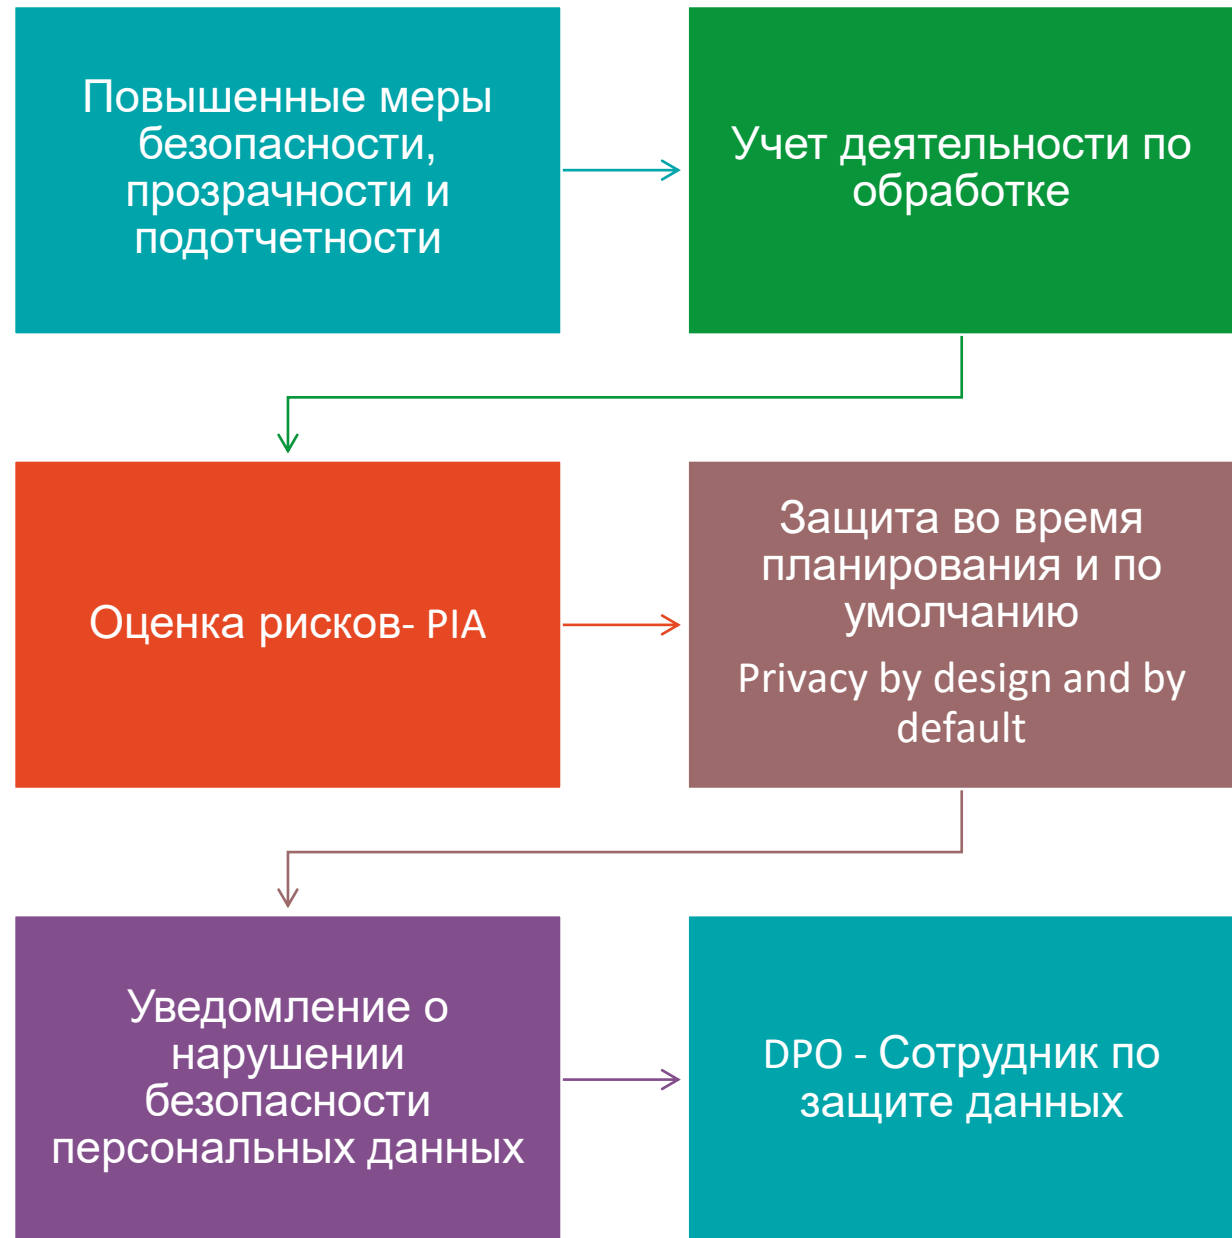 Повышенные меры
безопасности,
прозрачности и
подотчетности
Учет деятельности по
обработке
Оценка рисков- PIA
Защита во время
планирования и по
умолчанию
Privacy by design and by
default
Уведомление о
нарушении
безопасности
персональных данных
DPO - Сотрудник по
защите данных